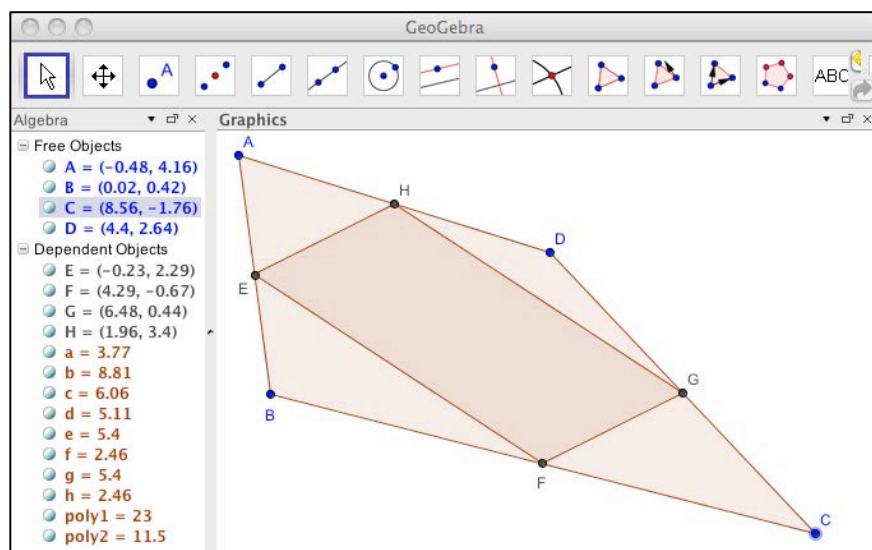 GeoGebra
A
ABC
Algebra
Graphics
Free Objects
A = (-0.48, 4.16)
B = (0.02, 0.42)
C = (8.56, -1.76)
D = (4.4, 2.64)
Dependent Objects
E = (-0.23, 2.29)
F = (4.29, -0.67)
G = (6.48, 0.44)
H = (1.96, 3.4)
a = 3.77
b = 8.81
c = 6.06
d = 5.11
e = 5.4
f = 2.46
g = 5.4
h = 2.46
poly1 = 23
poly2 = 11.5
A
H
D
E
G
B
F
C